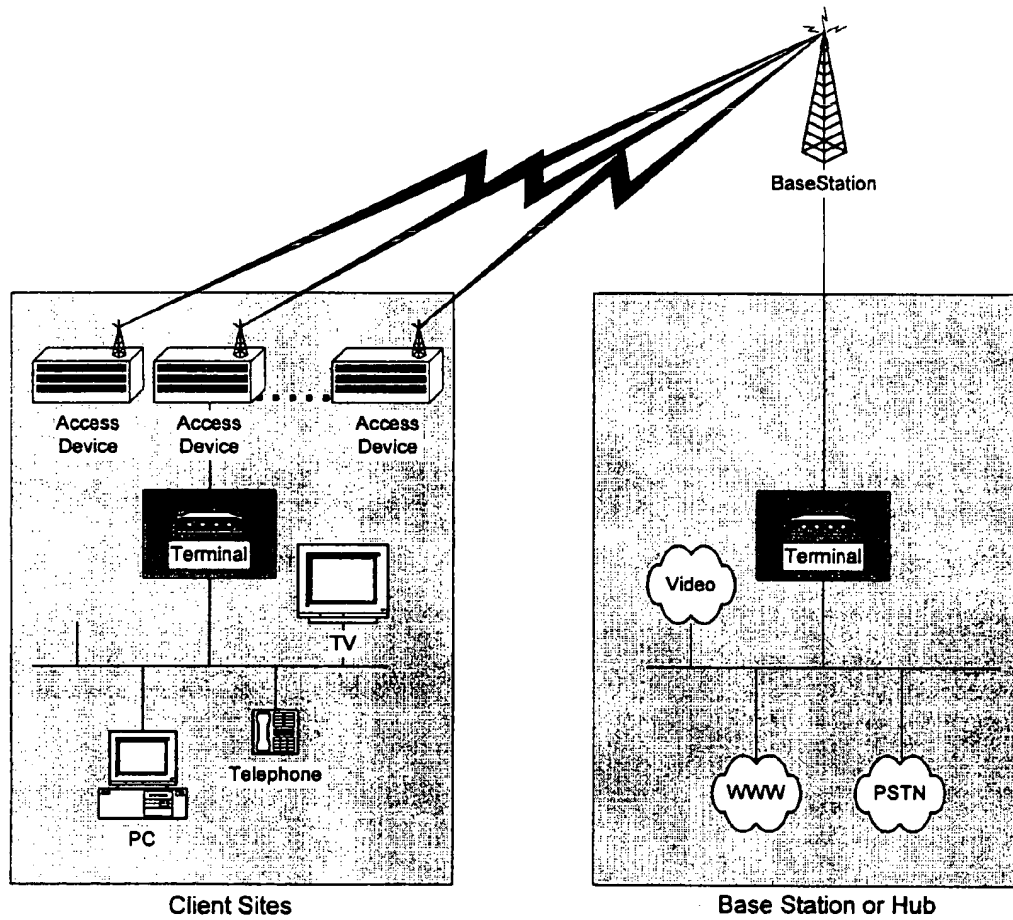 BaseStation
Access
Device
Access
Device
Access
Device
Terminal
TV
Telephone
PC
Client Sites
Terminal
Video
WWW
PSTN
Base Station or Hub